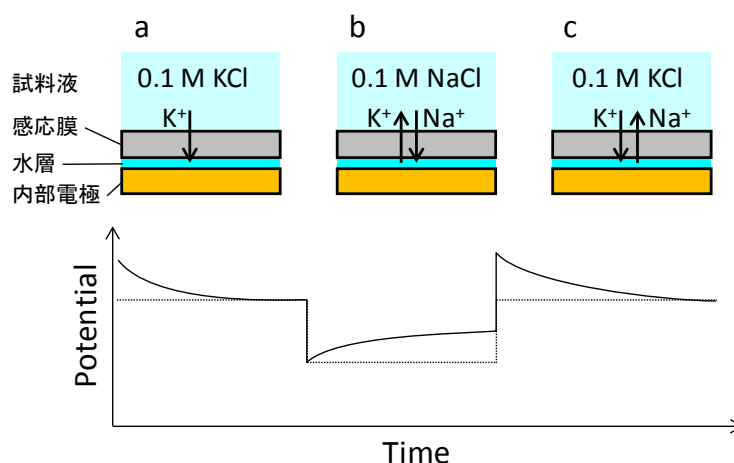 a b c
試料液 0.1 M KCl 0.1 M NaCl 0.1 M KCl
K⁺ K⁺ Na⁺ K⁺ Na⁺
感応膜
水層
内部電極
Potential
Time